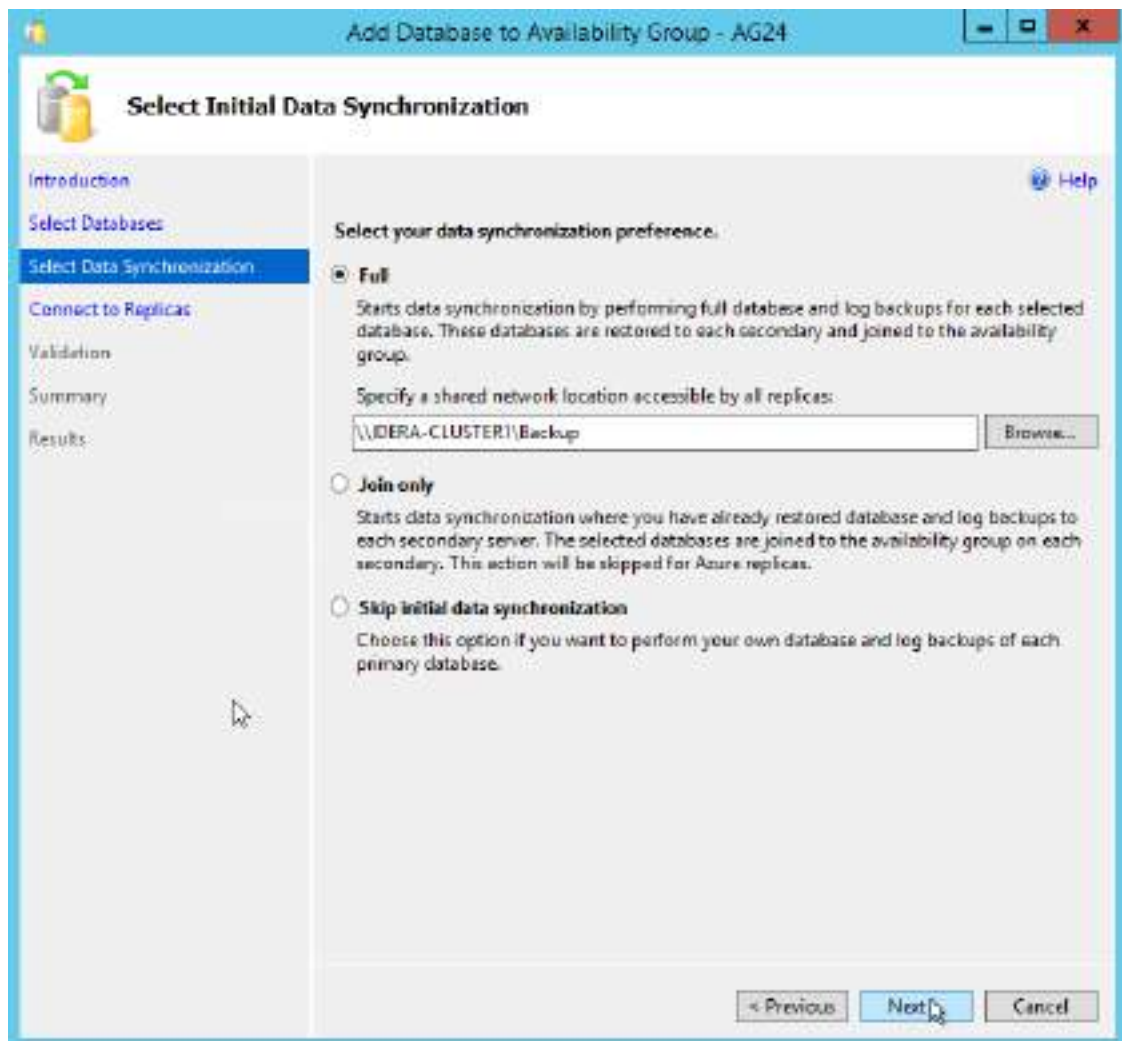 Add Database to Availability Group - AG24
Select Initial Data Synchronization
Introduction
Select Databases
Select Data Synchronization
Connect to Replicas
Validation
Summary
Results
Help
Select your data synchronization preference.
Full
Starts data synchronization by performing full database and log backups for each selected
database. These databases are restored to each secondary and joined to the availability
group.
Specify a shared network location accessible by all replicas:
\\IDERA-CLUSTER1\Backup
Browse...
Join only
Starts data synchronization where you have already restored database and log backups to
each secondary server. The selected databases are joined to the availability group on each
secondary. This action will be skipped for Azure replicas.
Skip initial data synchronization
Choose this option if you want to perform your own database and log backups of each
primary database.
< Previous
Next
Cancel